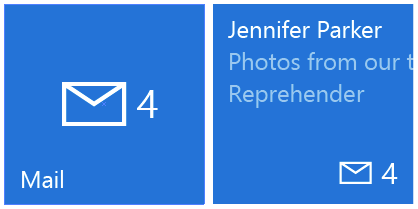 4
Mail
Jennifer Parker
Photos from our t
Reprehender
4